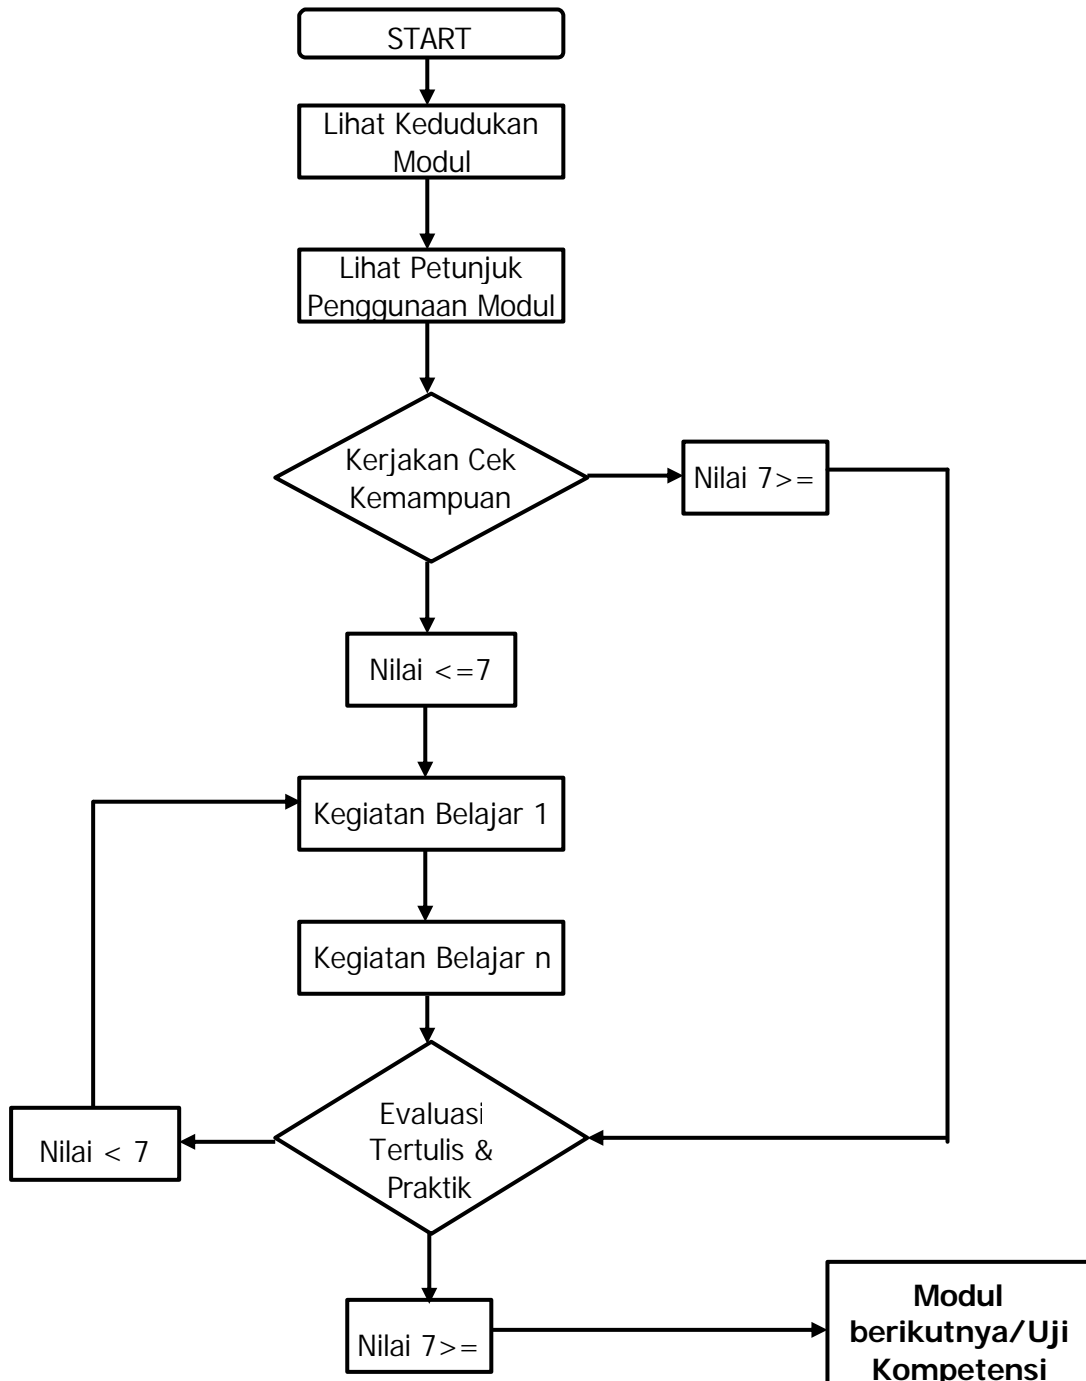 START
Lihat Kedudukan
Modul
Lihat Petunjuk
Penggunaan Modul
Kerjakan Cek
Kemampuan
Nilai 7>=
Nilai <=7
Kegiatan Belajar 1
Kegiatan Belajar n
Evaluasi
Tertulis &
Praktik
Nilai < 7
Nilai 7>=
Modul
berikutnya/Uji
Kompetensi